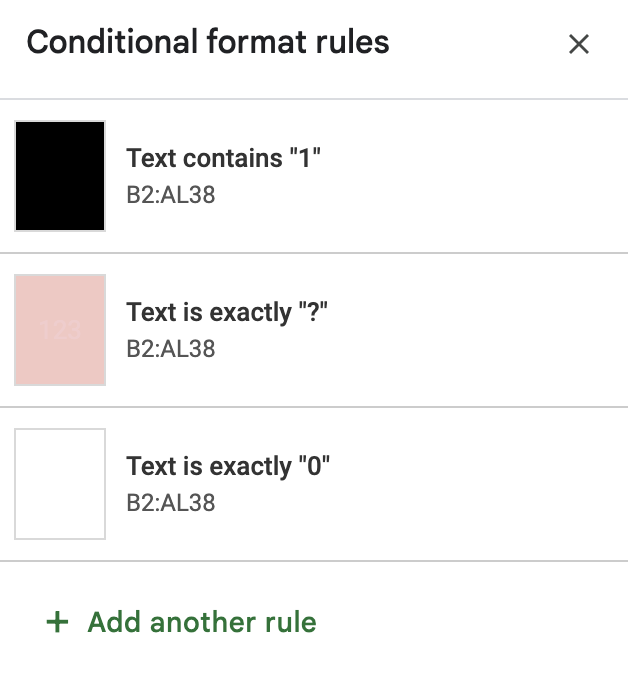 Conditional format rules
Text contains "1"
B2:AL38
123
Text is exactly "?"
B2:AL38
Text is exactly "0"
B2:AL38
+ Add another rule